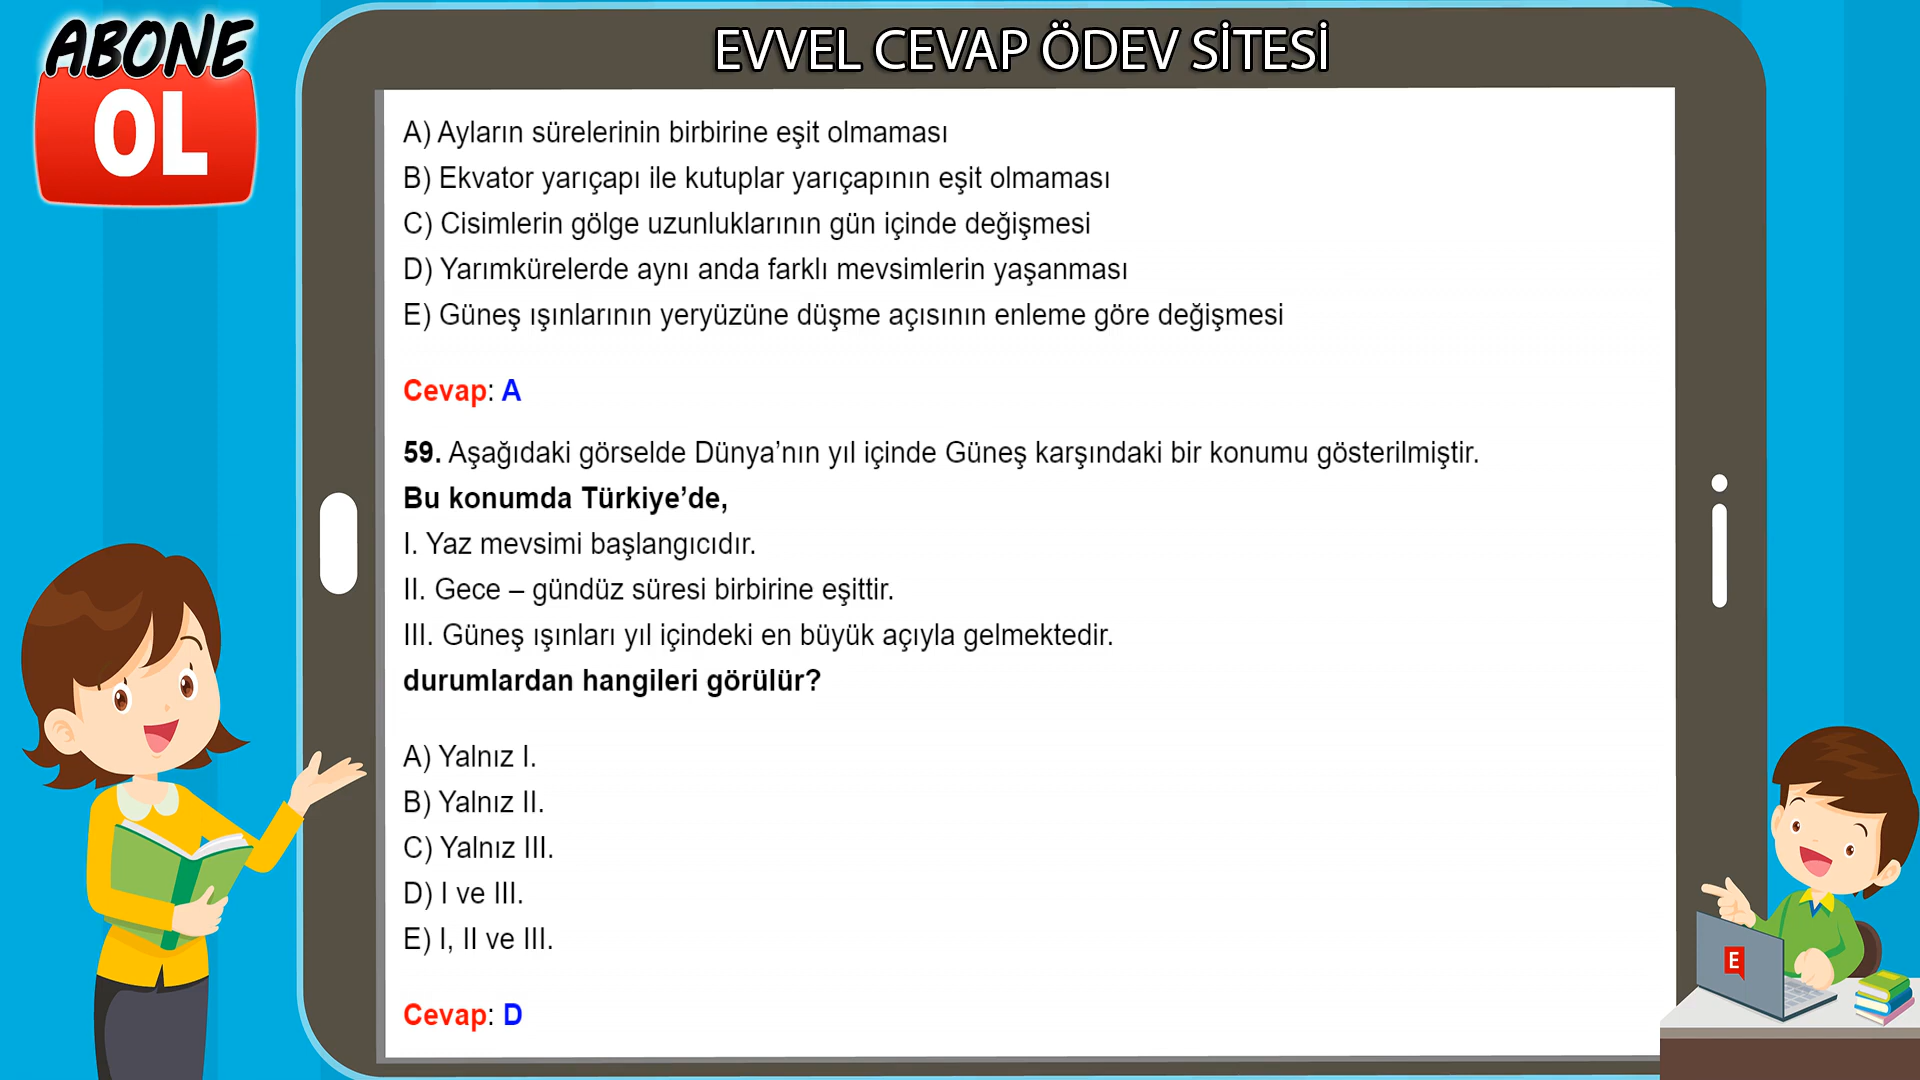 ABONE
OL
EVVEL CEVAP ÖDEV SİTESİ
A) Ayların sürelerinin birbirine eşit olmaması
B) Ekvator yarıçapı ile kutuplar yarıçapının eşit olmaması
C) Cisimlerin gölge uzunluklarının gün içinde değişmesi
D) Yarımkürelerde aynı anda farklı mevsimlerin yaşanması
E) Güneş ışınlarının yeryüzüne düşme açısının enleme göre değişmesi
Cevap: A
59. Aşağıdaki görselde Dünya’nın yıl içinde Güneş karşındaki bir konumu gösterilmiştir.
Bu konumda Türkiye’de,
I. Yaz mevsimi başlangıcıdır.
II. Gece – gündüz süresi birbirine eşittir.
III. Güneş ışınları yıl içindeki en büyük açıyla gelmektedir.
durumlardan hangileri görülür?
A) Yalnız I.
B) Yalnız II.
C) Yalnız III.
D) I ve III.
E) I, II ve III.
Cevap: D
E